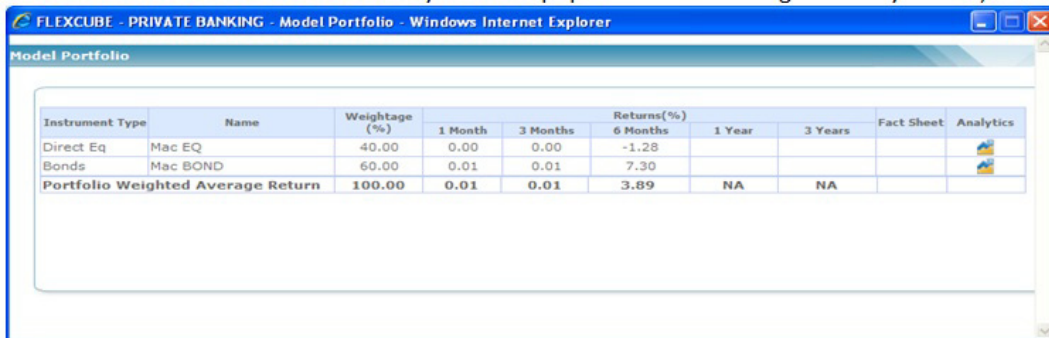 FLEXCUBE - PRIVATE BANKING - Model Portfolio - Windows Internet Explorer
Model Portfolio
Instrument Type Name Weightage (%) Returns(%) Fact Sheet Analytics
1 Month 3 Months 6 Months 1 Year 3 Years
Direct Eq Mac EQ 40.00 0.00 0.00 -1.28
Bonds Mac BOND 60.00 0.01 0.01 7.30
Portfolio Weighted Average Return 100.00 0.01 0.01 3.89 NA NA